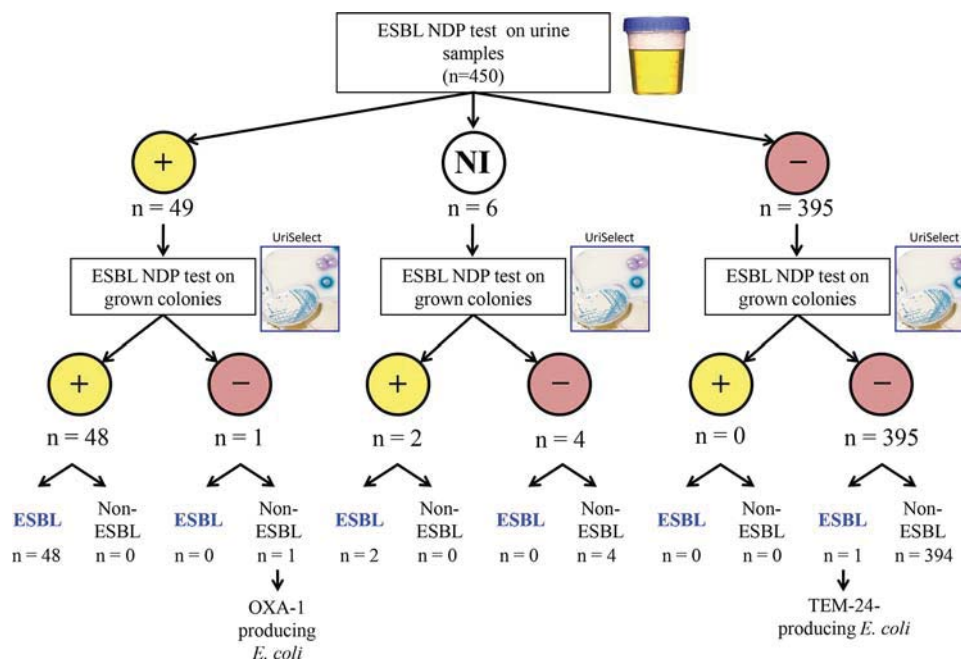 ESBL NDP test on urine
samples
(n=450)
+
NI
−
n = 49
n = 6
n = 395
UriSelect
UriSelect
UriSelect
ESBL NDP test on
grown colonies
ESBL NDP test on
grown colonies
ESBL NDP test on
grown colonies
+
−
+
−
+
−
n = 48
n = 1
n = 2
n = 4
n = 0
n = 395
ESBL
Non-
ESBL
ESBL
Non-
ESBL
ESBL
Non-
ESBL
ESBL
Non-
ESBL
ESBL
Non-
ESBL
ESBL
Non-
ESBL
n = 48
n = 0
n = 0
n = 1
n = 2
n = 0
n = 0
n = 4
n = 0
n = 0
n = 1
n = 394
OXA-1
producing
E. coli
TEM-24-
producing E. coli